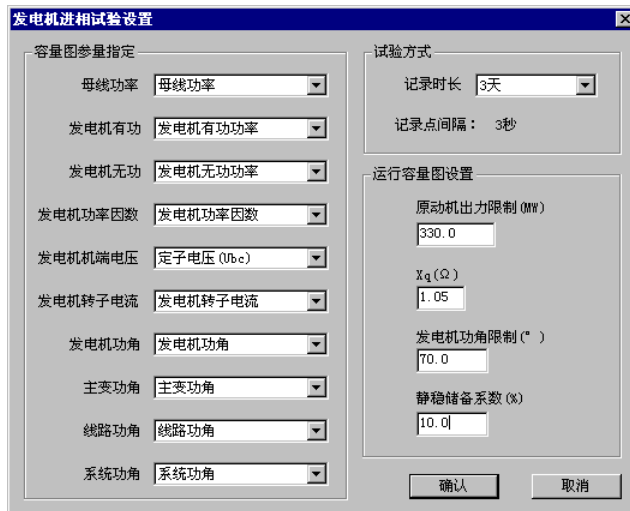 发电机进相试验设置
容量图参量指定
母线功率 母线功率
发电机有功 发电机有功功率
发电机无功 发电机无功功率
发电机功率因数 发电机功率因数
发电机机端电压 定子电压(Ubc)
发电机转子电流 发电机转子电流
发电机功角 发电机功角
主变功角 主变功角
线路功角 线路功角
系统功角 系统功角
试验方式
记录时长 3天
记录点间隔： 3秒
运行容量图设置
原动机出力限制(MW)
330.0
Xq(Ω)
1.05
发电机功角限制(°)
70.0
静稳储备系数(%)
10.0
确认 取消